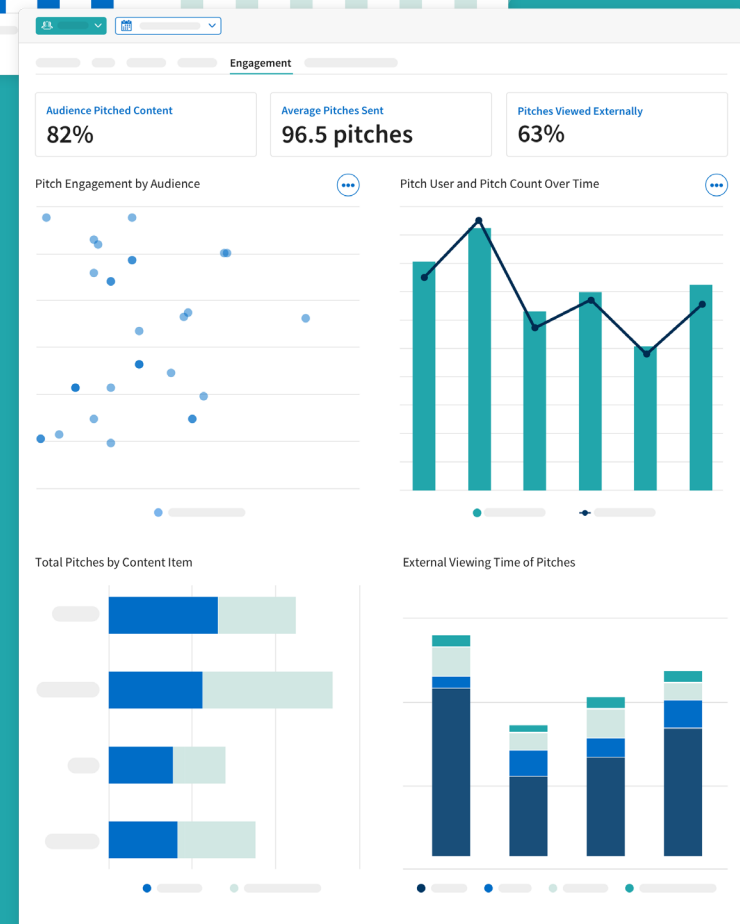 Engagement
Audience Pitched Content
82%
Average Pitches Sent
96.5 pitches
Pitches Viewed Externally
63%
Pitch Engagement by Audience
Pitch User and Pitch Count Over Time
Total Pitches by Content Item
External Viewing Time of Pitches